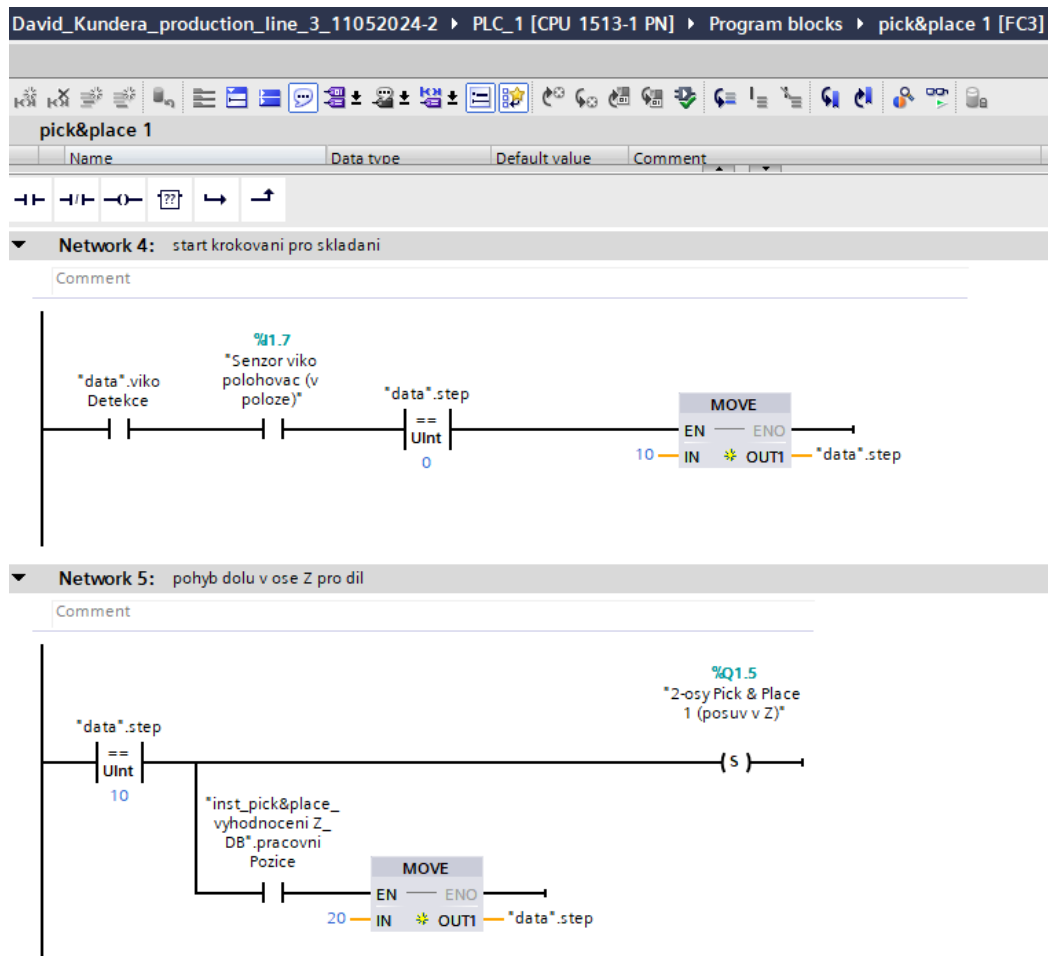 David_Kundera_production_line_3_11052024-2 ▸ PLC_1 [CPU 1513-1 PN] ▸ Program blocks ▸ pick&place 1 [FC3]
pick&place 1
Name Data type Default value Comment
??
Network 4: start krokovani pro skladani
Comment
%I1.7
"Senzor viko
polohovac (v
poloze)"
"data".viko
Detekce
"data".step
==
UInt
0
MOVE
EN ENO
10 IN OUT1 "data".step
Network 5: pohyb dolu v ose Z pro dil
Comment
%Q1.5
"2-osy Pick & Place
1 (posuv v Z)"
"data".step
==
UInt
10
S
"inst_pick&place_
vyhodnoceni Z_
DB".pracovni
Pozice
MOVE
EN ENO
20 IN OUT1 "data".step